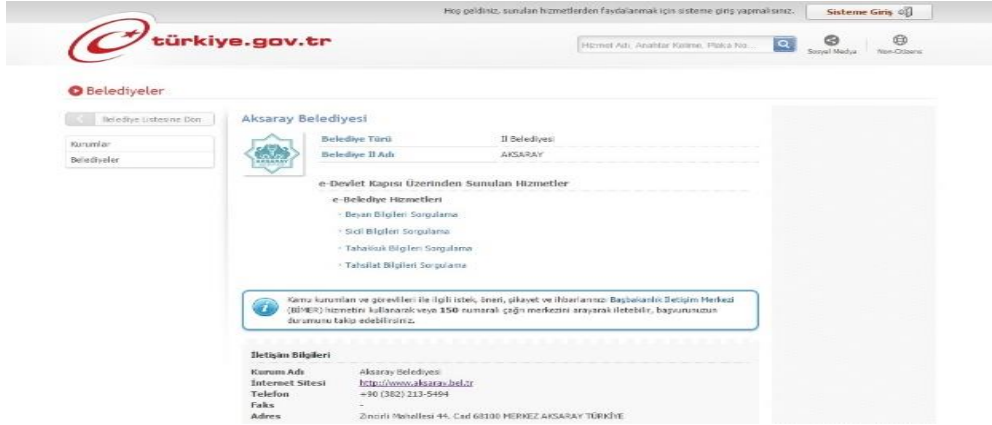 Hoş geldiniz, sunulan hizmetlerden faydalanmak için sisteme giriş yapmalısınız.
Sisteme Giriş
türkiye.gov.tr
Hizmet Adı, Anahtar Kelime, Plaka No...
Sosyal Medya
Non-Citizens
Belediyeler
Belediye Listesine Dön
Kurumlar
Belediyeler
Aksaray Belediyesi
Belediye Türü İl Belediyesi
Belediye İl Adı AKSARAY
e-Devlet Kapısı Üzerinden Sunulan Hizmetler
e-Belediye Hizmetleri
Beyan Bilgileri Sorgulama
Sicil Bilgileri Sorgulama
Tahakkuk Bilgileri Sorgulama
Tahsilat Bilgileri Sorgulama
Kamu kurumları ve görevlileri ile ilgili istek, öneri, şikayet ve ihbarlarınızı Başbakanlık İletişim Merkezi
(BİMER) hizmetini kullanarak veya 150 numaralı çağrı merkezini arayarak iletebilir, başvurunuzun
durumunu takip edebilirsiniz.
İletişim Bilgileri
Kurum Adı Aksaray Belediyesi
İnternet Sitesi http://www.aksaray.bel.tr
Telefon +90 (382) 213-5494
Faks -
Adres Zincirli Mahallesi 44. Cad 68100 MERKEZ AKSARAY TÜRKİYE